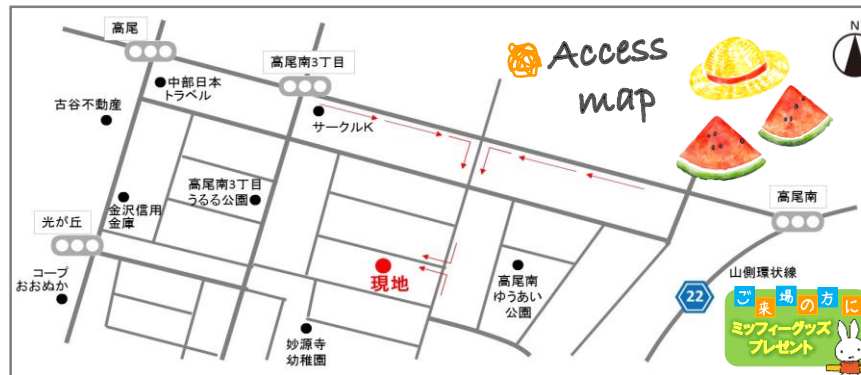 高尾
高尾南3丁目
Access
map
N
中部日本
トラベル
古谷不動産
サークルK
高尾南3丁目
うるる公園
金沢信用
金庫
光が丘
コープ
おおぬか
現地
高尾南
ゆうあい
公園
妙源寺
幼稚園
高尾南
山側環状線
22
ご来場の方に
ミッフィーグッズ
プレゼント